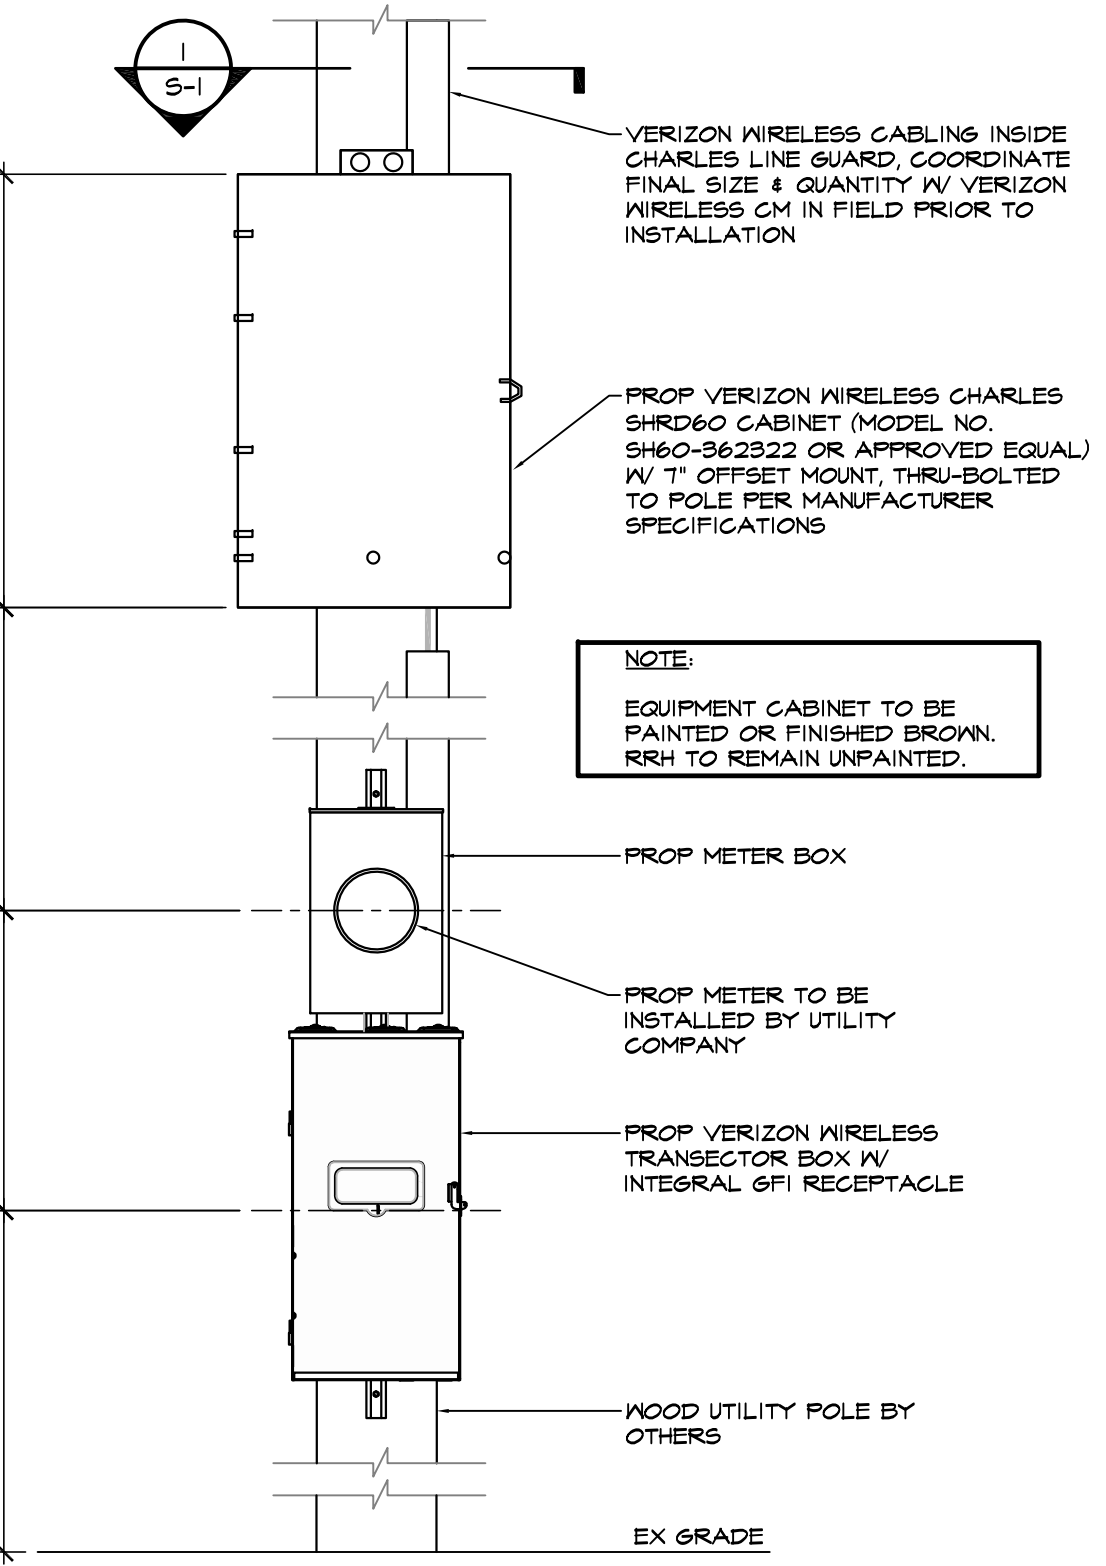 1
S-1
VERIZON WIRELESS CABLING INSIDE
CHARLES LINE GUARD, COORDINATE
FINAL SIZE & QUANTITY W/ VERIZON
WIRELESS CM IN FIELD PRIOR TO
INSTALLATION
PROP VERIZON WIRELESS CHARLES
SHRD60 CABINET (MODEL NO.
SH60-362322 OR APPROVED EQUAL)
W/ 7" OFFSET MOUNT, THRU-BOLTED
TO POLE PER MANUFACTURER
SPECIFICATIONS
NOTE:
EQUIPMENT CABINET TO BE
PAINTED OR FINISHED BROWN.
RRH TO REMAIN UNPAINTED.
PROP METER BOX
PROP METER TO BE
INSTALLED BY UTILITY
COMPANY
PROP VERIZON WIRELESS
TRANSECTOR BOX W/
INTEGRAL GFI RECEPTACLE
WOOD UTILITY POLE BY
OTHERS
EX GRADE